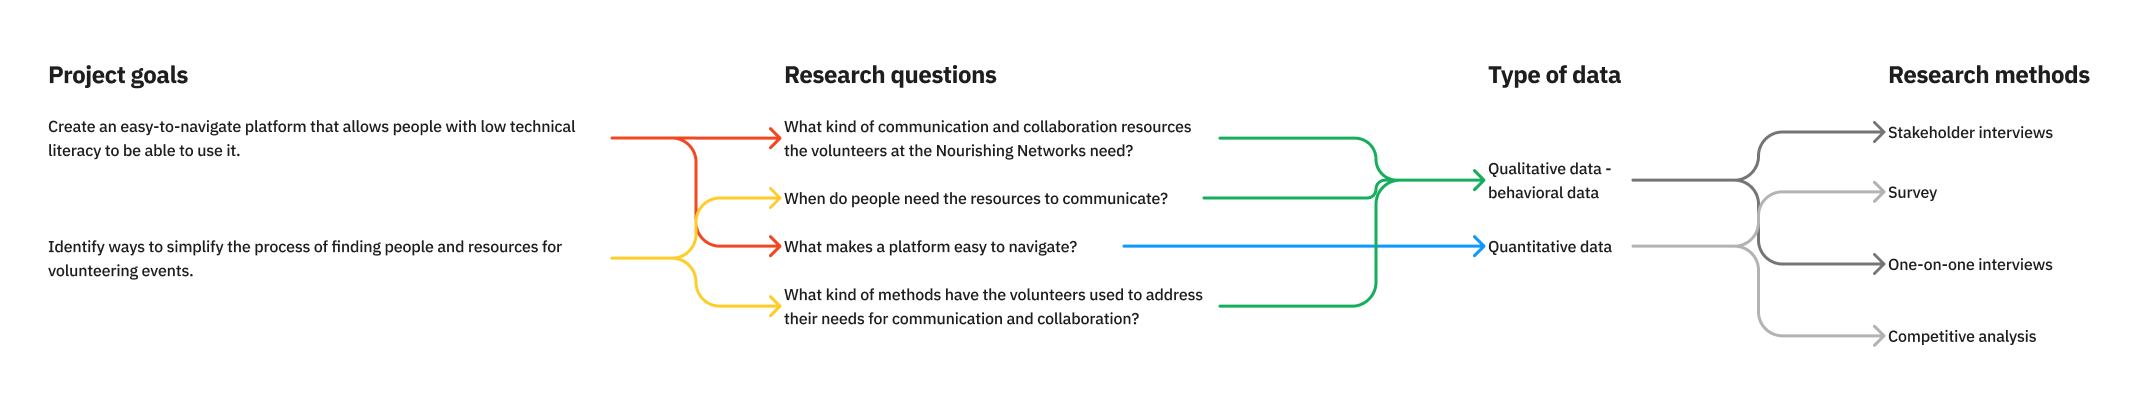 Project goals
Create an easy-to-navigate platform that allows people with low technical
literacy to be able to use it.
Identify ways to simplify the process of finding people and resources for
volunteering events.
Research questions
What kind of communication and collaboration resources
the volunteers at the Nourishing Networks need?
When do people need the resources to communicate?
What makes a platform easy to navigate?
What kind of methods have the volunteers used to address
their needs for communication and collaboration?
Type of data
Qualitative data -
behavioral data
Quantitative data
Research methods
Stakeholder interviews
Survey
One-on-one interviews
Competitive analysis